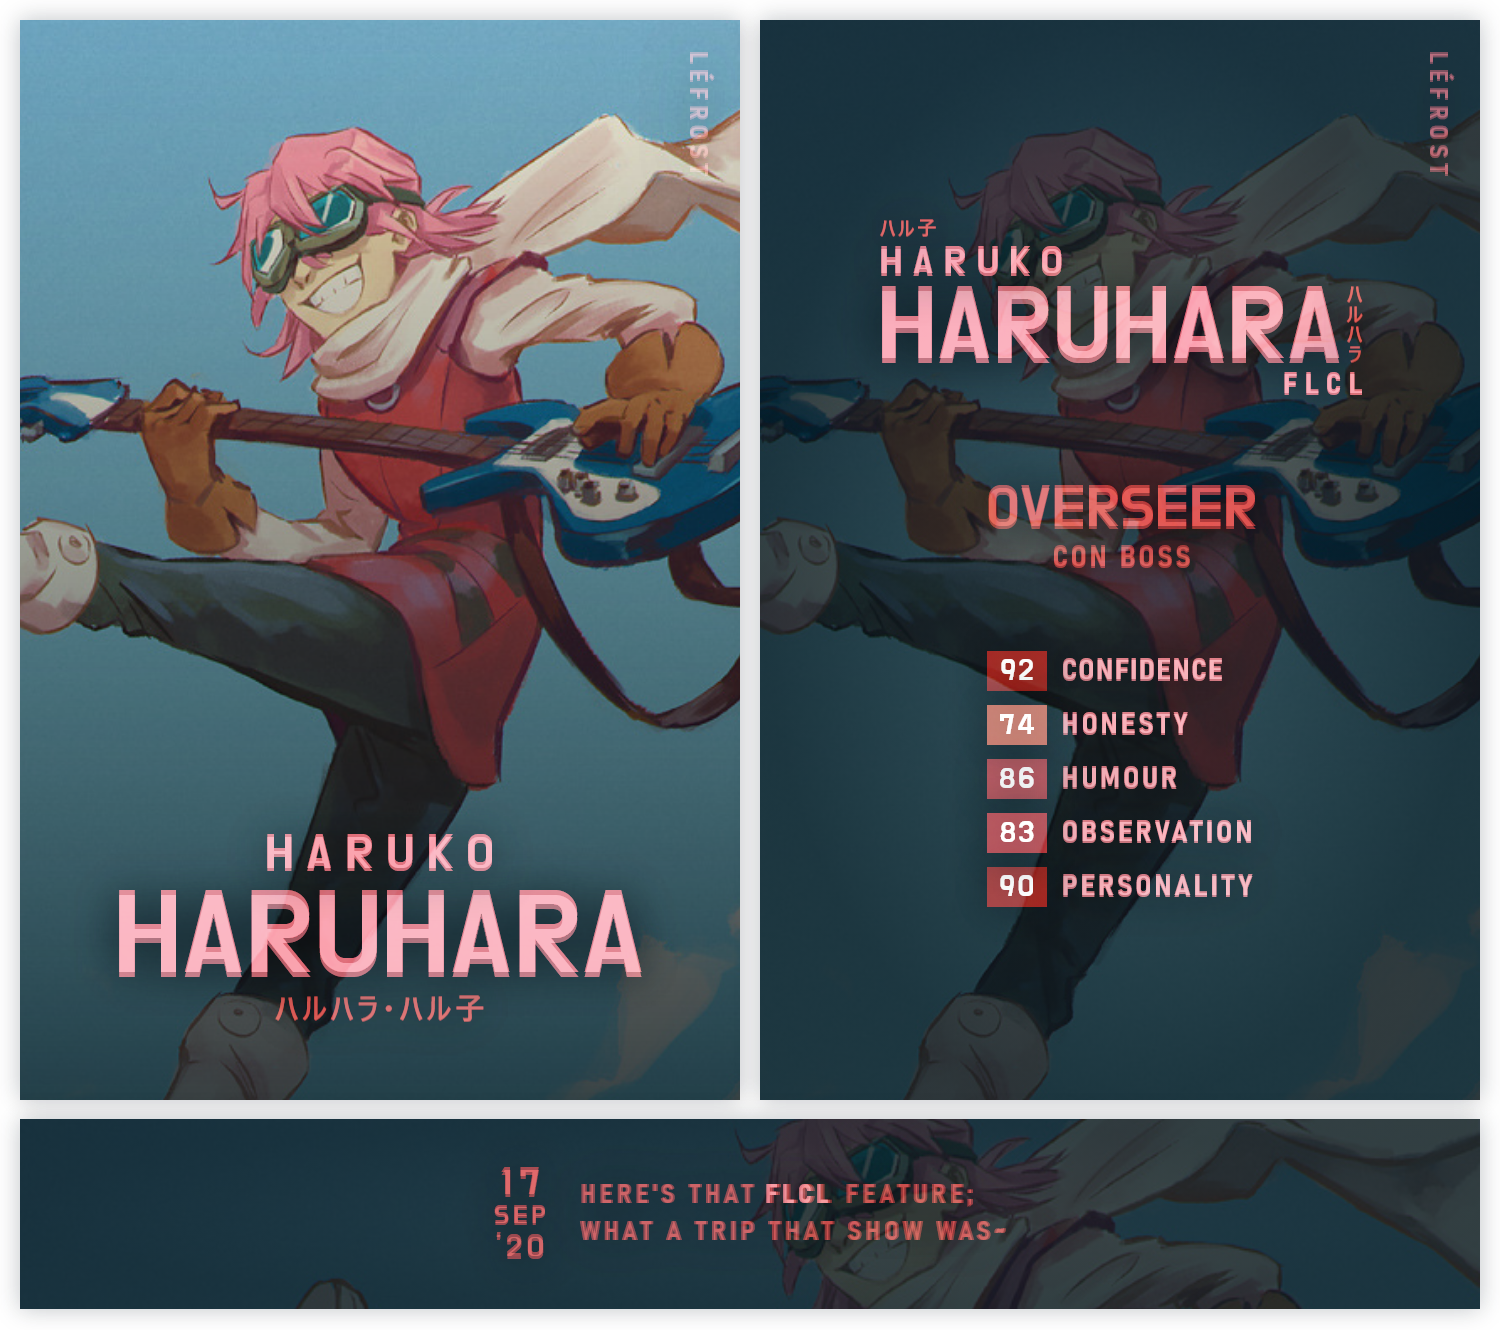 LÉFROST
HARUKO
HARUHARA
ハルハラ・ハル子
LÉFROST
ハル子
HARUKO
HARUHARA
ハルハラ
FLCL
OVERSEER
CON BOSS
92 CONFIDENCE
74 HONESTY
86 HUMOUR
83 OBSERVATION
90 PERSONALITY
17
SEP
'20
HERE'S THAT FLCL FEATURE;
WHAT A TRIP THAT SHOW WAS~